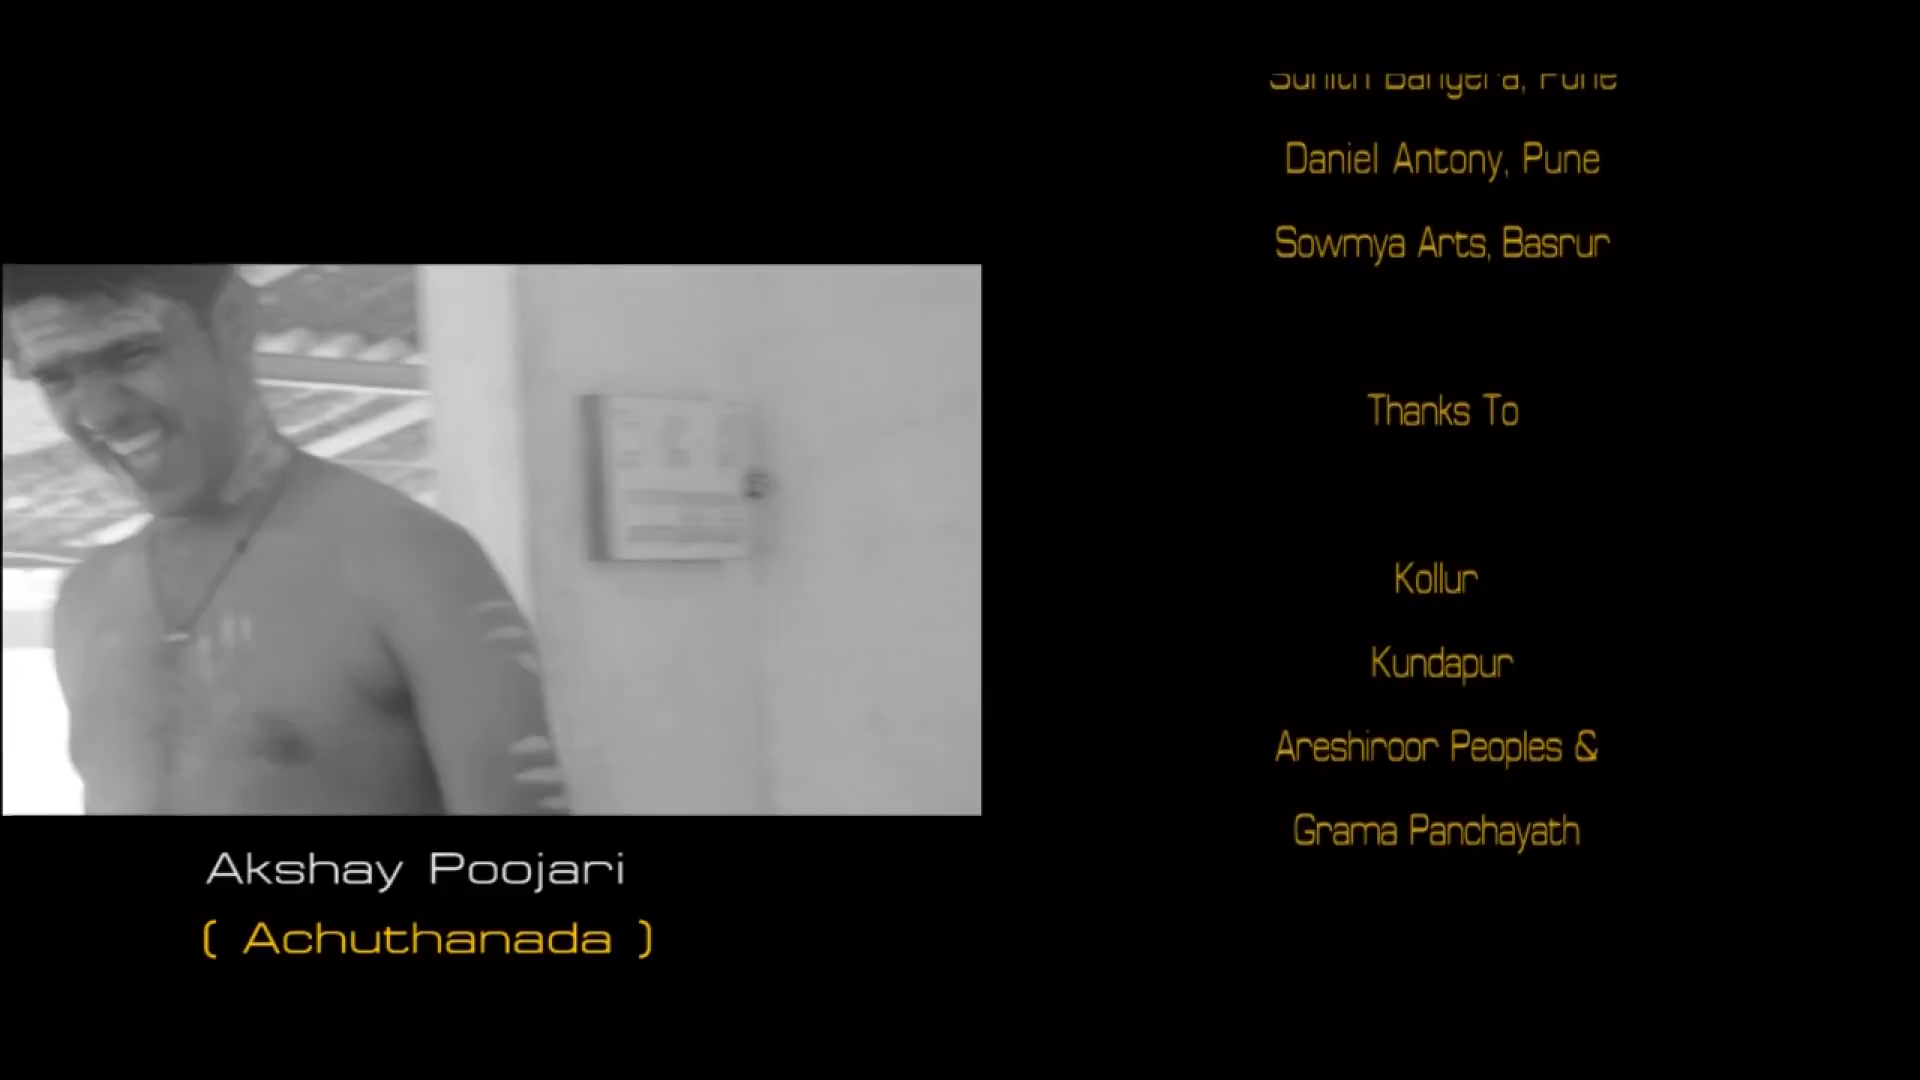 Akshay Poojari
( Achuthanada )
Daniel Antony, Pune
Sowmya Arts, Basrur
Thanks To
Kollur
Kundapur
Areshiroor Peoples &
Grama Panchayath